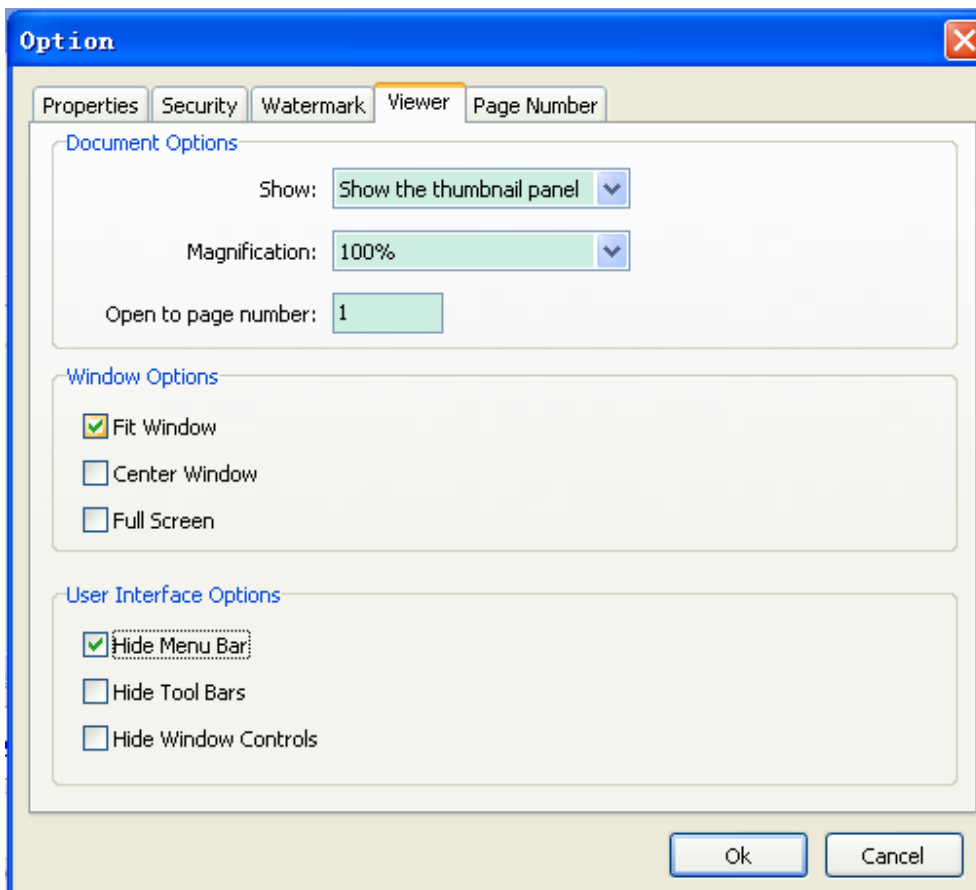 Option
Properties Security Watermark Viewer Page Number
Document Options
Show: Show the thumbnail panel
Magnification: 100%
Open to page number: 1
Window Options
Fit Window
Center Window
Full Screen
User Interface Options
Hide Menu Bar
Hide Tool Bars
Hide Window Controls
Ok Cancel